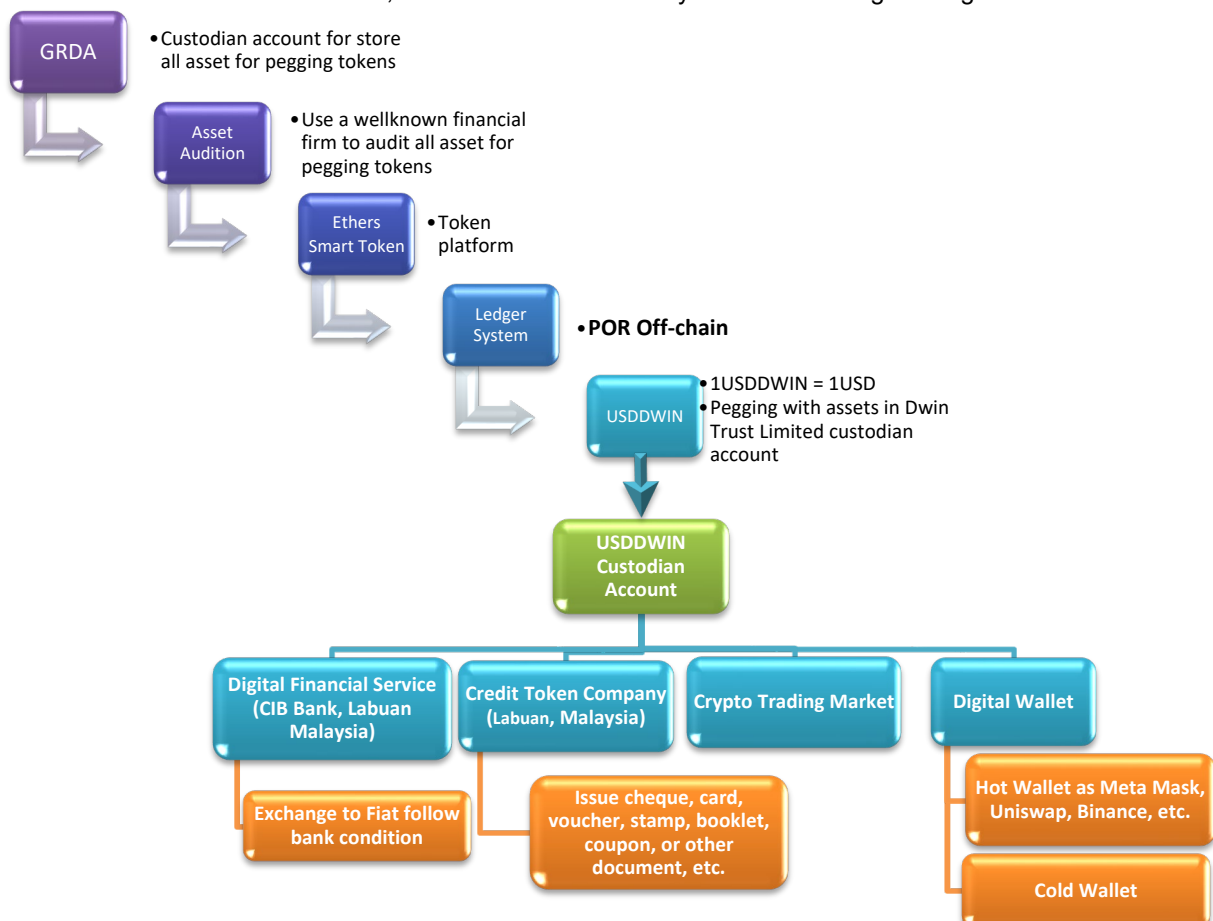 GRDA
•Custodian account for store
all asset for pegging tokens
Asset
Audition
•Use a wellknown financial
firm to audit all asset for
pegging tokens
Ethers
Smart Token
•Token
platform
Ledger
System
•POR Off-chain
USDDWIN
•1USDDWIN = 1USD
•Pegging with assets in Dwin
Trust Limited custodian
account
USDDWIN
Custodian
Account
Digital Financial Service
(CIB Bank, Labuan
Malaysia)
Credit Token Company
(Labuan, Malaysia)
Crypto Trading Market
Digital Wallet
Exchange to Fiat follow
bank condition
Issue cheque, card,
voucher, stamp, booklet,
coupon, or other
document, etc.
Hot Wallet as Meta Mask,
Uniswap, Binance, etc.
Cold Wallet